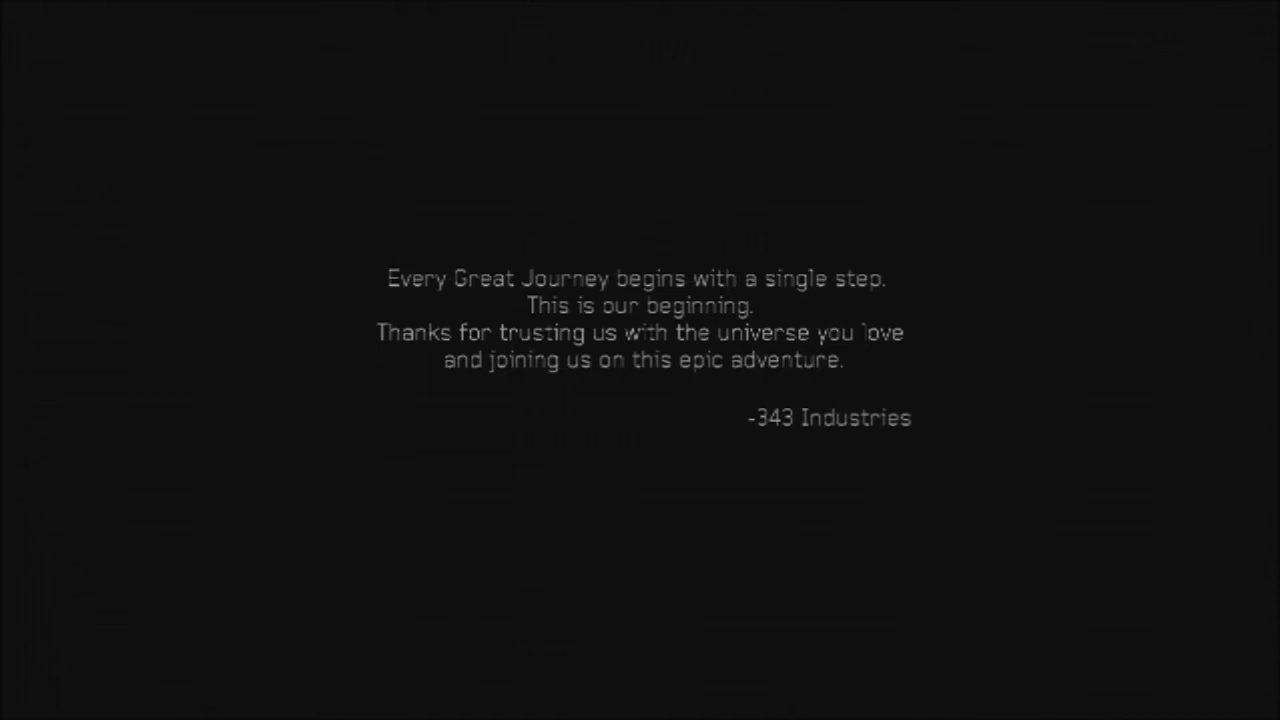 Every Great Journey begins with a single step.
This is our beginning.
Thanks for trusting us with the universe you love
and joining us on this epic adventure.
-343 Industries